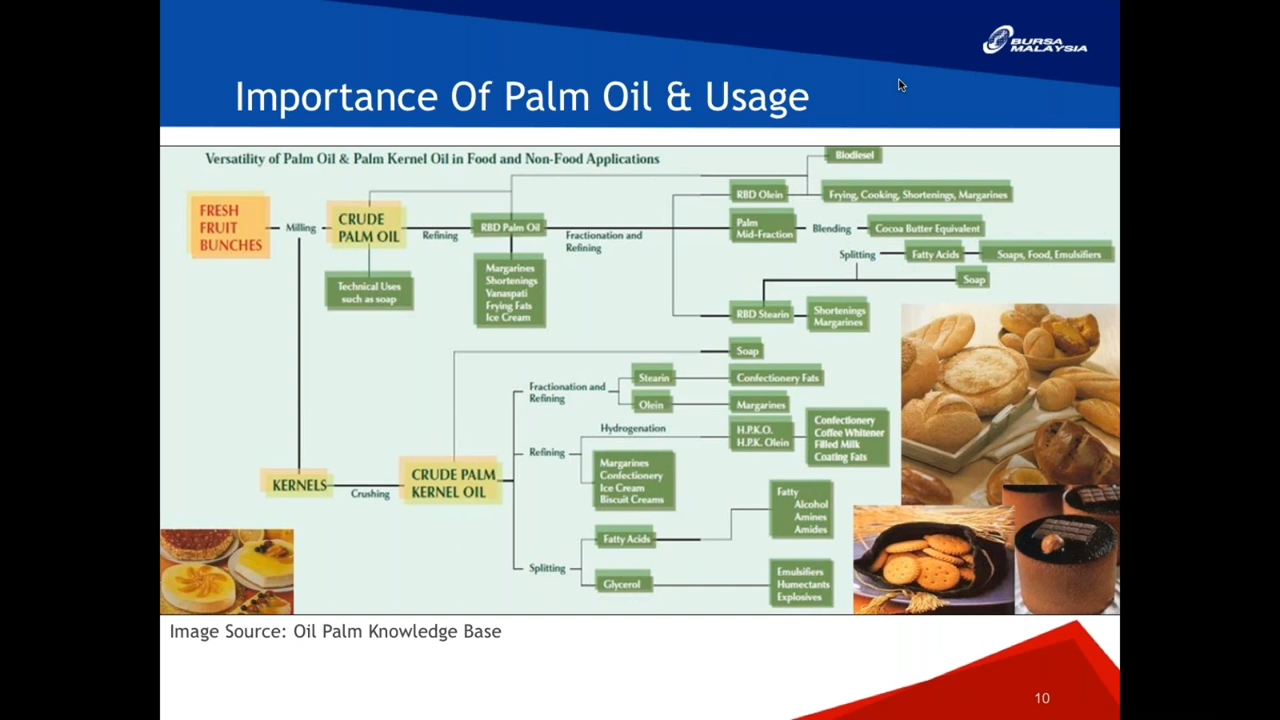 BURSA
MALAYSIA
Importance Of Palm Oil & Usage
Versatility of Palm Oil & Palm Kernel Oil in Food and Non-Food Applications
Biodiesel
RBD Olein
Frying, Cooking, Shortenings, Margarines
FRESH
FRUIT
BUNCHES
Milling
CRUDE
PALM OIL
Refining
RBD Palm Oil
Fractionation and
Refining
Palm
Mid-Fraction
Blending
Cocoa Butter Equivalent
Splitting
Fatty Acids
Soaps, Food, Emulsifiers
Soap
Technical Uses
such as soap
Margarines
Shortenings
Vanaspati
Frying Fats
Ice Cream
RBD Stearin
Shortenings
Margarines
Soap
Fractionation and
Refining
Stearin
Confectionery Fats
Olein
Margarines
Hydrogenation
H.P.K.O.
H.P.K. Olein
Confectionery
Coffee Whitener
Filled Milk
Coating Fats
Refining
Margarines
Confectionery
Ice Cream
Biscuit Creams
KERNELS
Crushing
CRUDE PALM
KERNEL OIL
Fatty
Alcohol
Amines
Amides
Fatty Acids
Splitting
Glycerol
Emulsifiers
Humectants
Explosives
Image Source: Oil Palm Knowledge Base
10